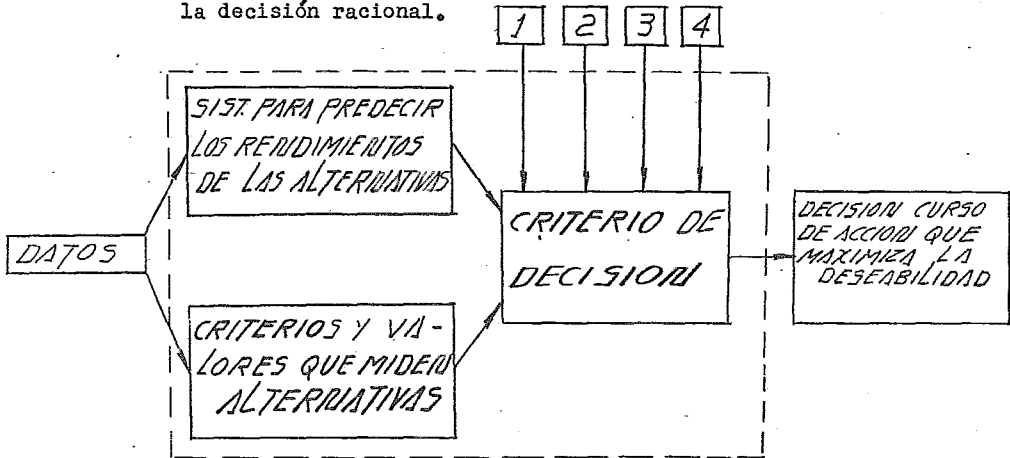 la decisión racional.
1 2 3 4
SIST. PARA PREDECIR
LOS RENDIMIENTOS
DE LAS ALTERNATIVAS
DATOS
CRITERIOS Y VA-
LORES QUE MIDEN
ALTERNATIVAS
CRITERIO DE
DECISION
DECISION CURSO
DE ACCION QUE
MAXIMIZA LA
DESEABILIDAD